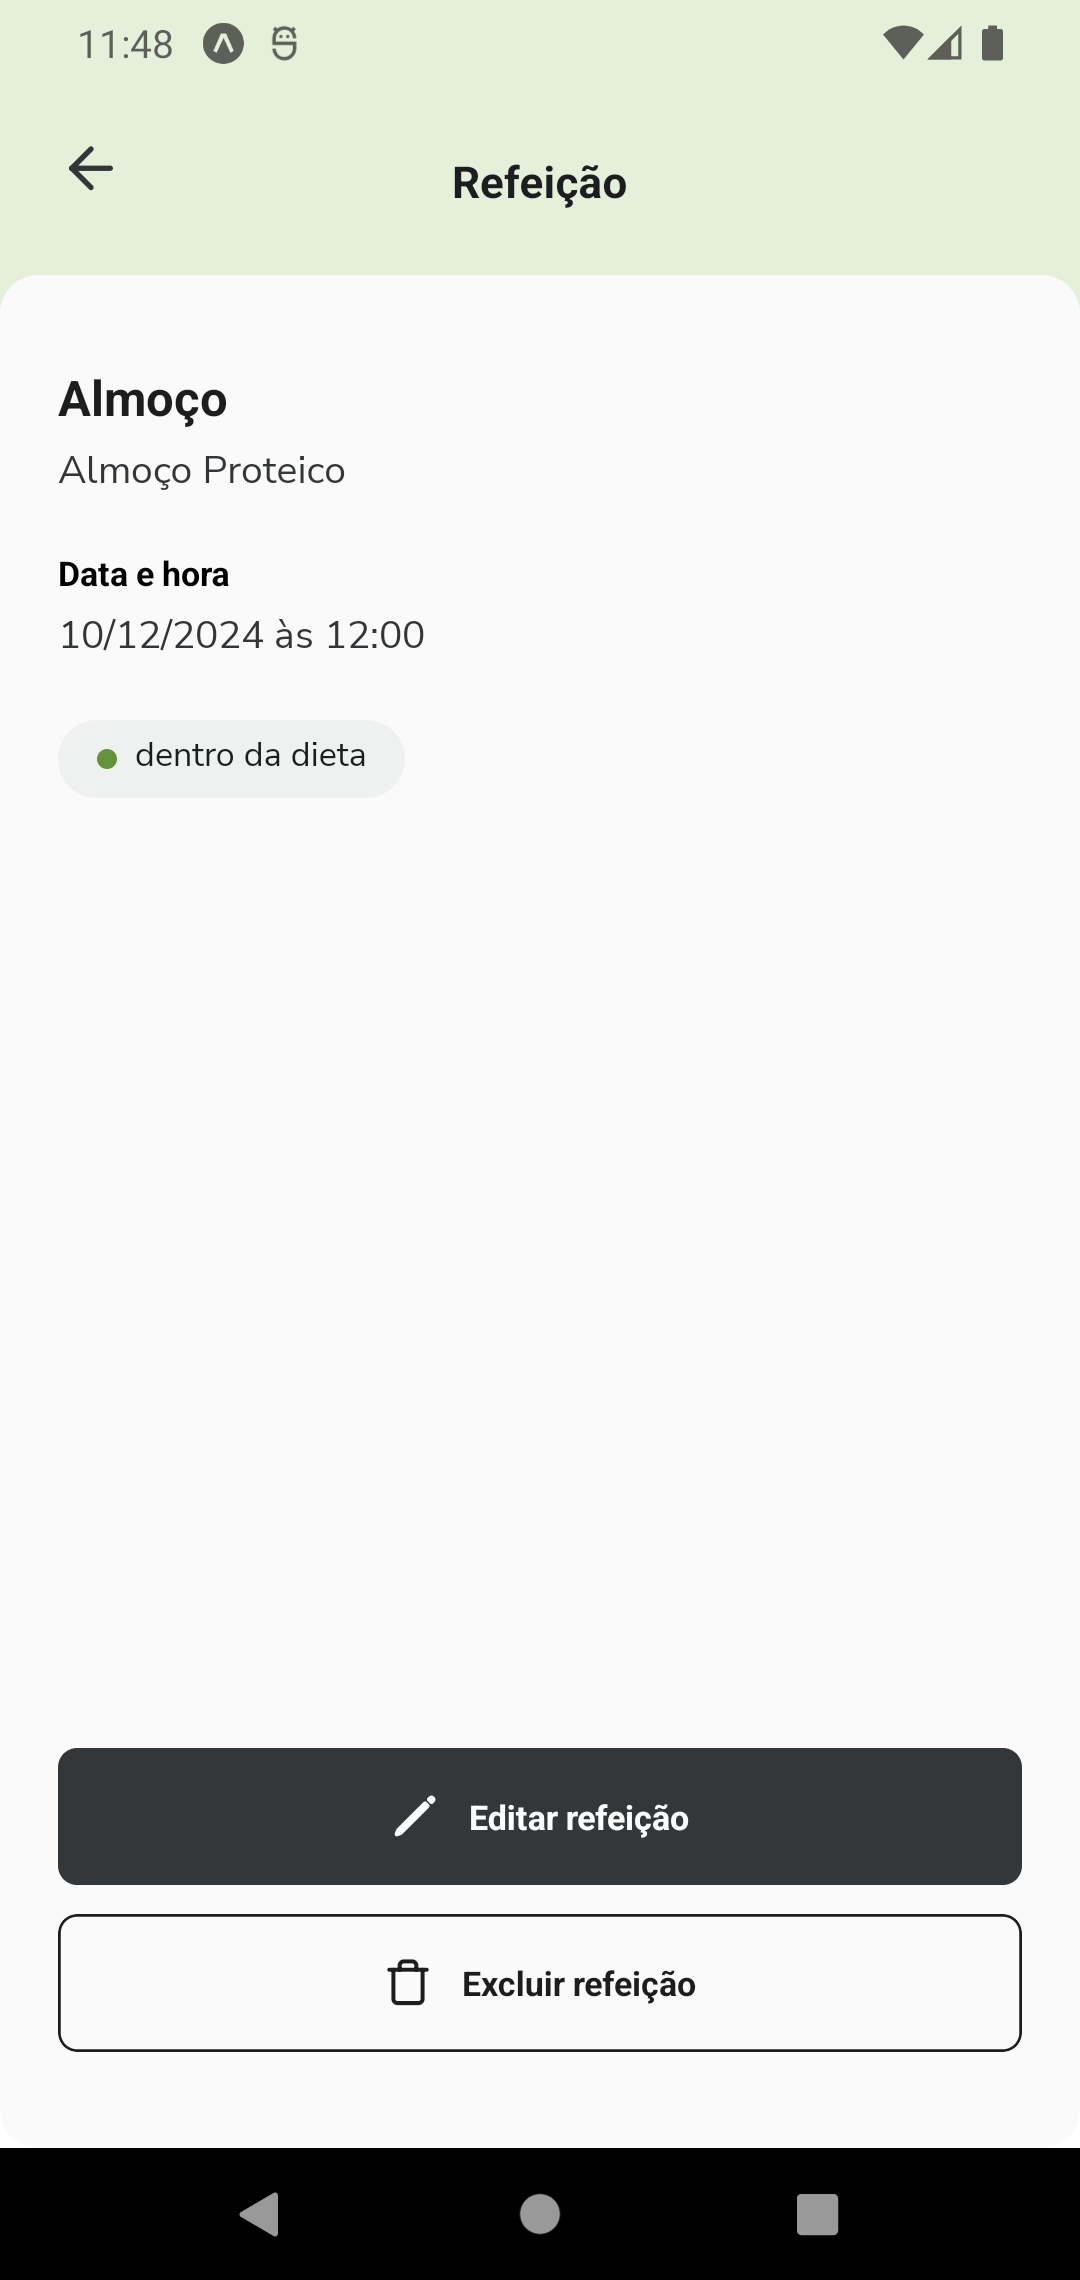 11:48
Refeição
Almoço
Almoço Proteico
Data e hora
10/12/2024 às 12:00
dentro da dieta
Editar refeição
Excluir refeição